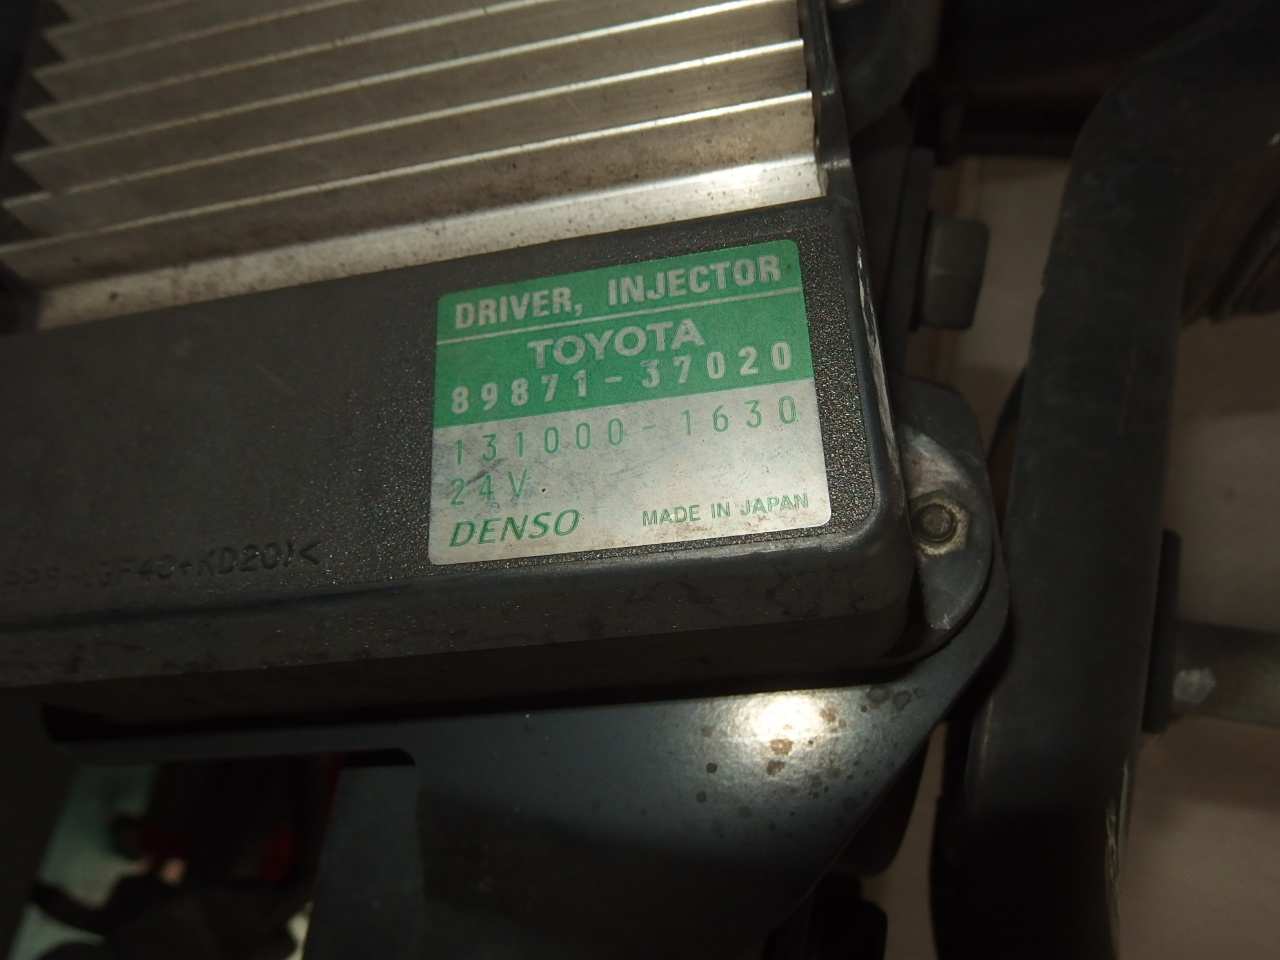 DRIVER, INJECTOR
TOYOTA
89871-37020
131000-1630
24V
DENSO MADE IN JAPAN